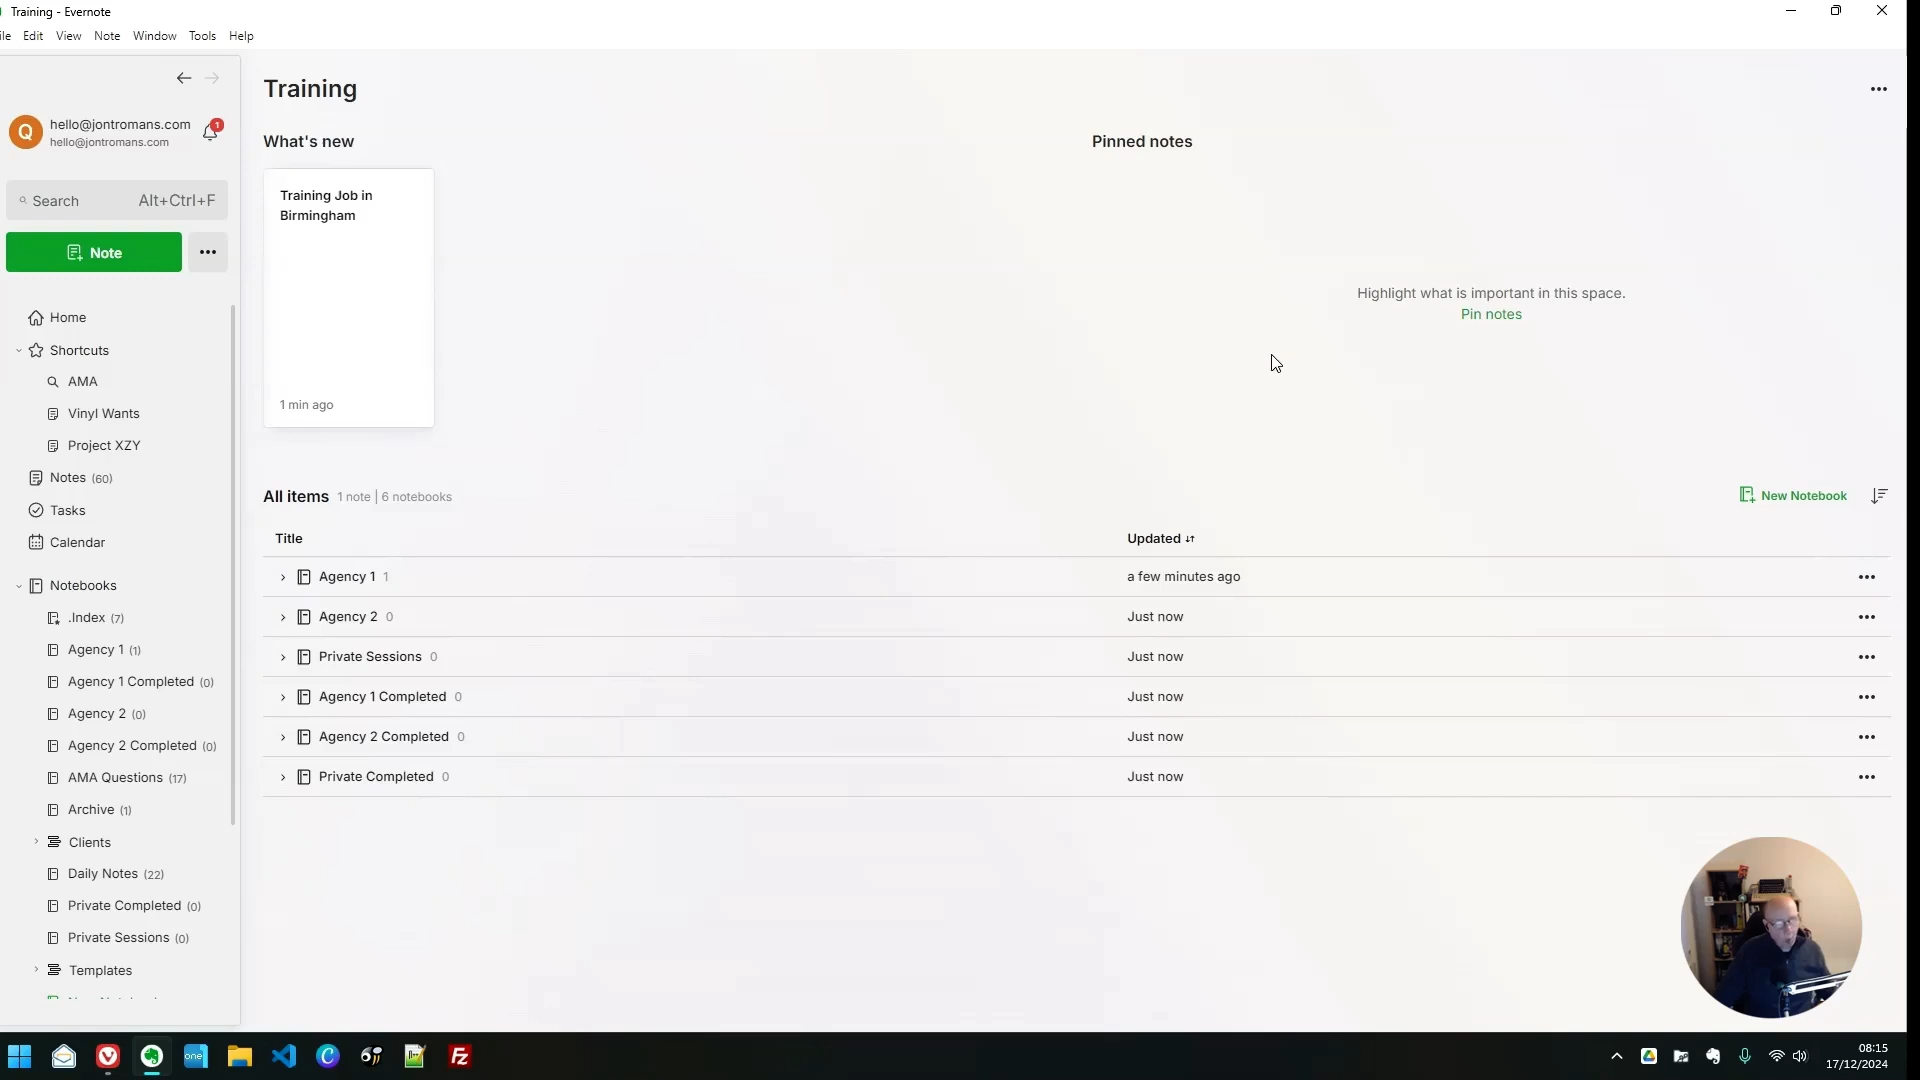 Training - Evernote
ile Edit View Note Window Tools Help
Q hello@jontromans.com 1
hello@jontromans.com
Search Alt+Ctrl+F
Note
Home
Shortcuts
AMA
Vinyl Wants
Project XZY
Notes (60)
Tasks
Calendar
Notebooks
.Index (7)
Agency 1 (1)
Agency 1 Completed (0)
Agency 2 (0)
Agency 2 Completed (0)
AMA Questions (17)
Archive (1)
Clients
Daily Notes (22)
Private Completed (0)
Private Sessions (0)
Templates
Training
What's new
Pinned notes
Training Job in
Birmingham
1 min ago
Highlight what is important in this space.
Pin notes
All items 1 note | 6 notebooks
New Notebook
Title Updated
Agency 1 1 a few minutes ago
Agency 2 0 Just now
Private Sessions 0 Just now
Agency 1 Completed 0 Just now
Agency 2 Completed 0 Just now
Private Completed 0 Just now
one
Fz
08:15
17/12/2024